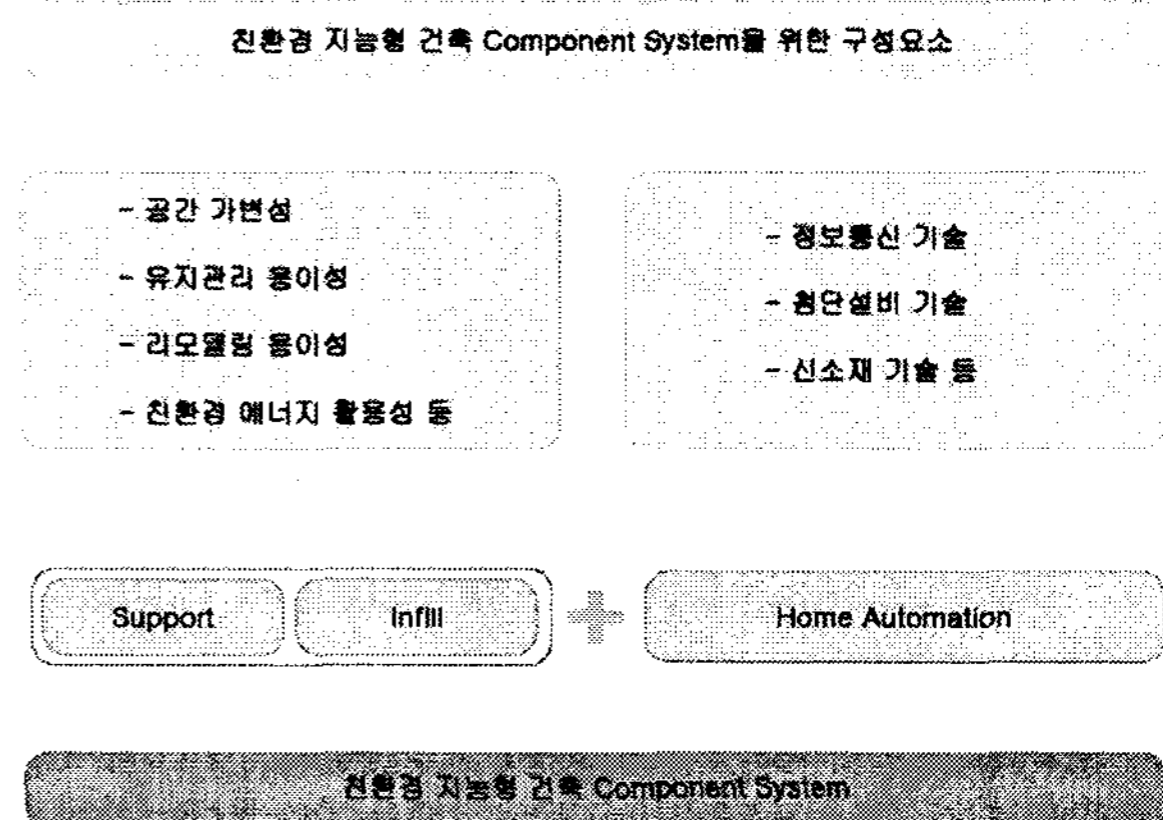 친환경 지능형 건축 Component System을 위한 구성요소
- 공간 가변성
- 유지관리 용이성
- 리모델링 용이성
- 친환경 에너지 활용성 등
- 정보통신 기술
- 첨단설비 기술
- 신소재 기술 등
Support
Infill
Home Automation
친환경 지능형 건축 Component System